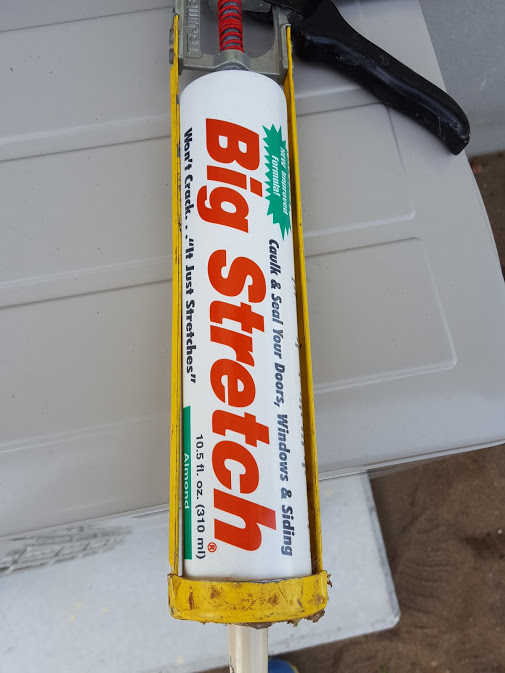 New Improved
Formula!
Caulk & Seal Your Doors, Windows & Siding
Big Stretch®
Won't Crack. . ."It Just Stretches"
10.5 fl. oz. (310 ml)
Almond